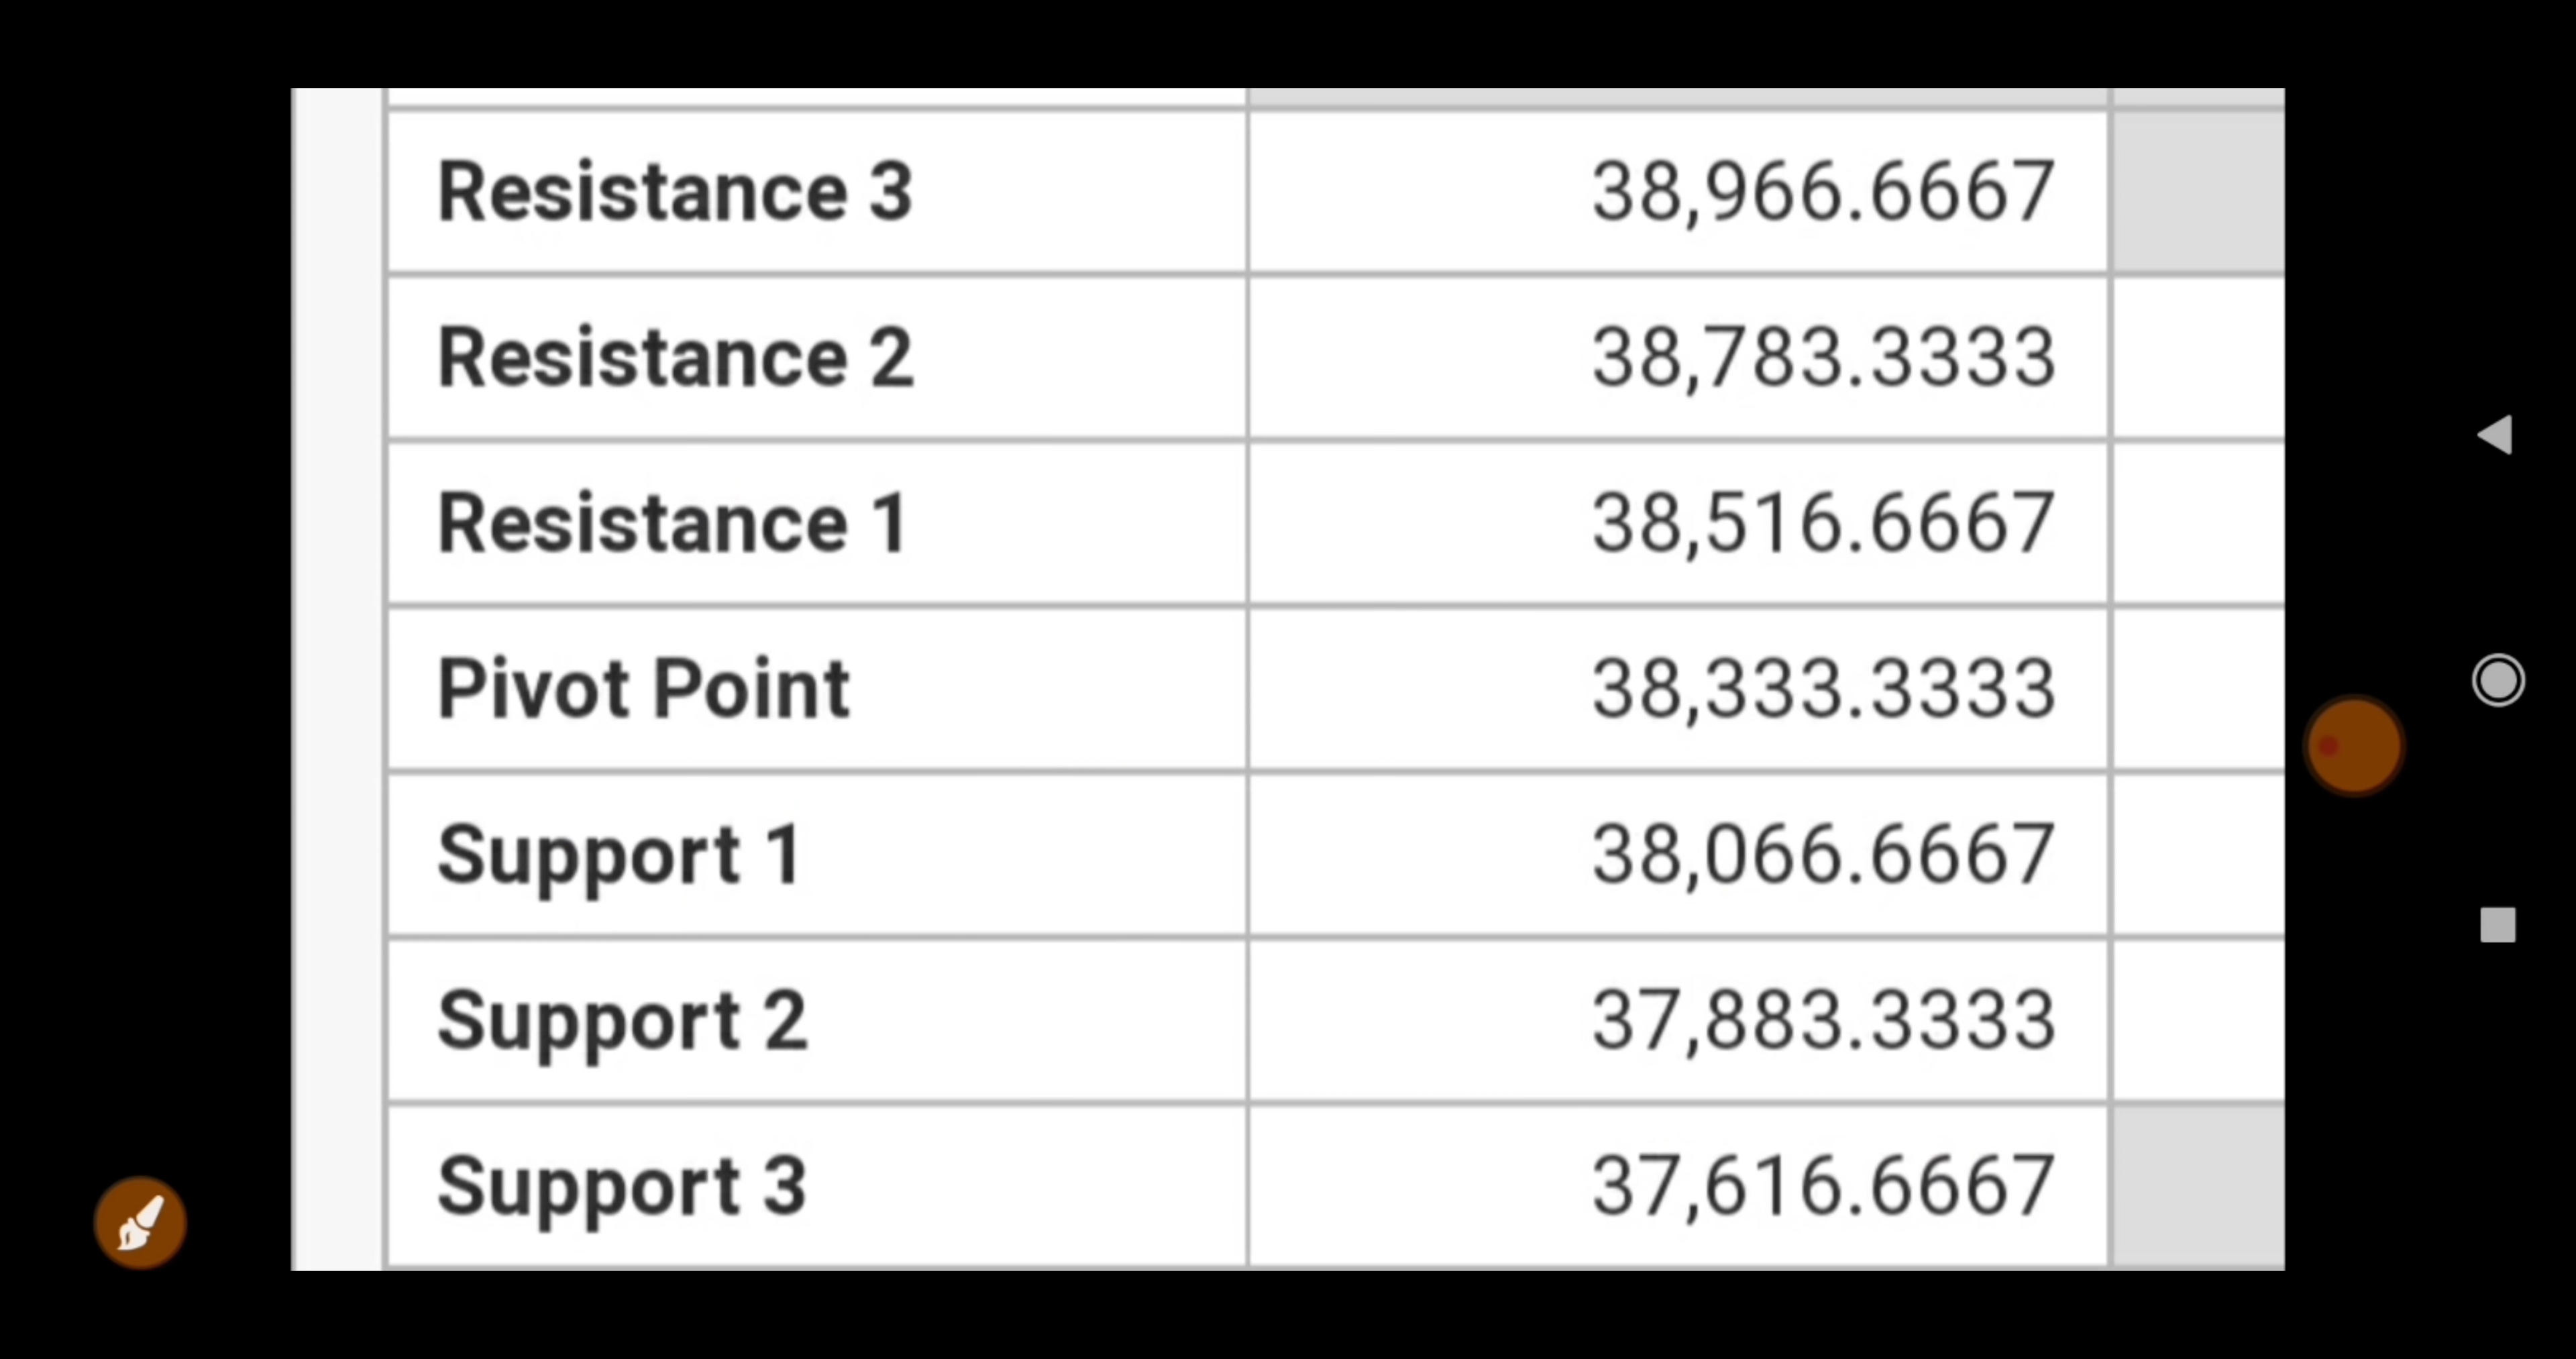 Resistance 3 38,966.6667
Resistance 2 38,783.3333
Resistance 1 38,516.6667
Pivot Point 38,333.3333
Support 1 38,066.6667
Support 2 37,883.3333
Support 3 37,616.6667